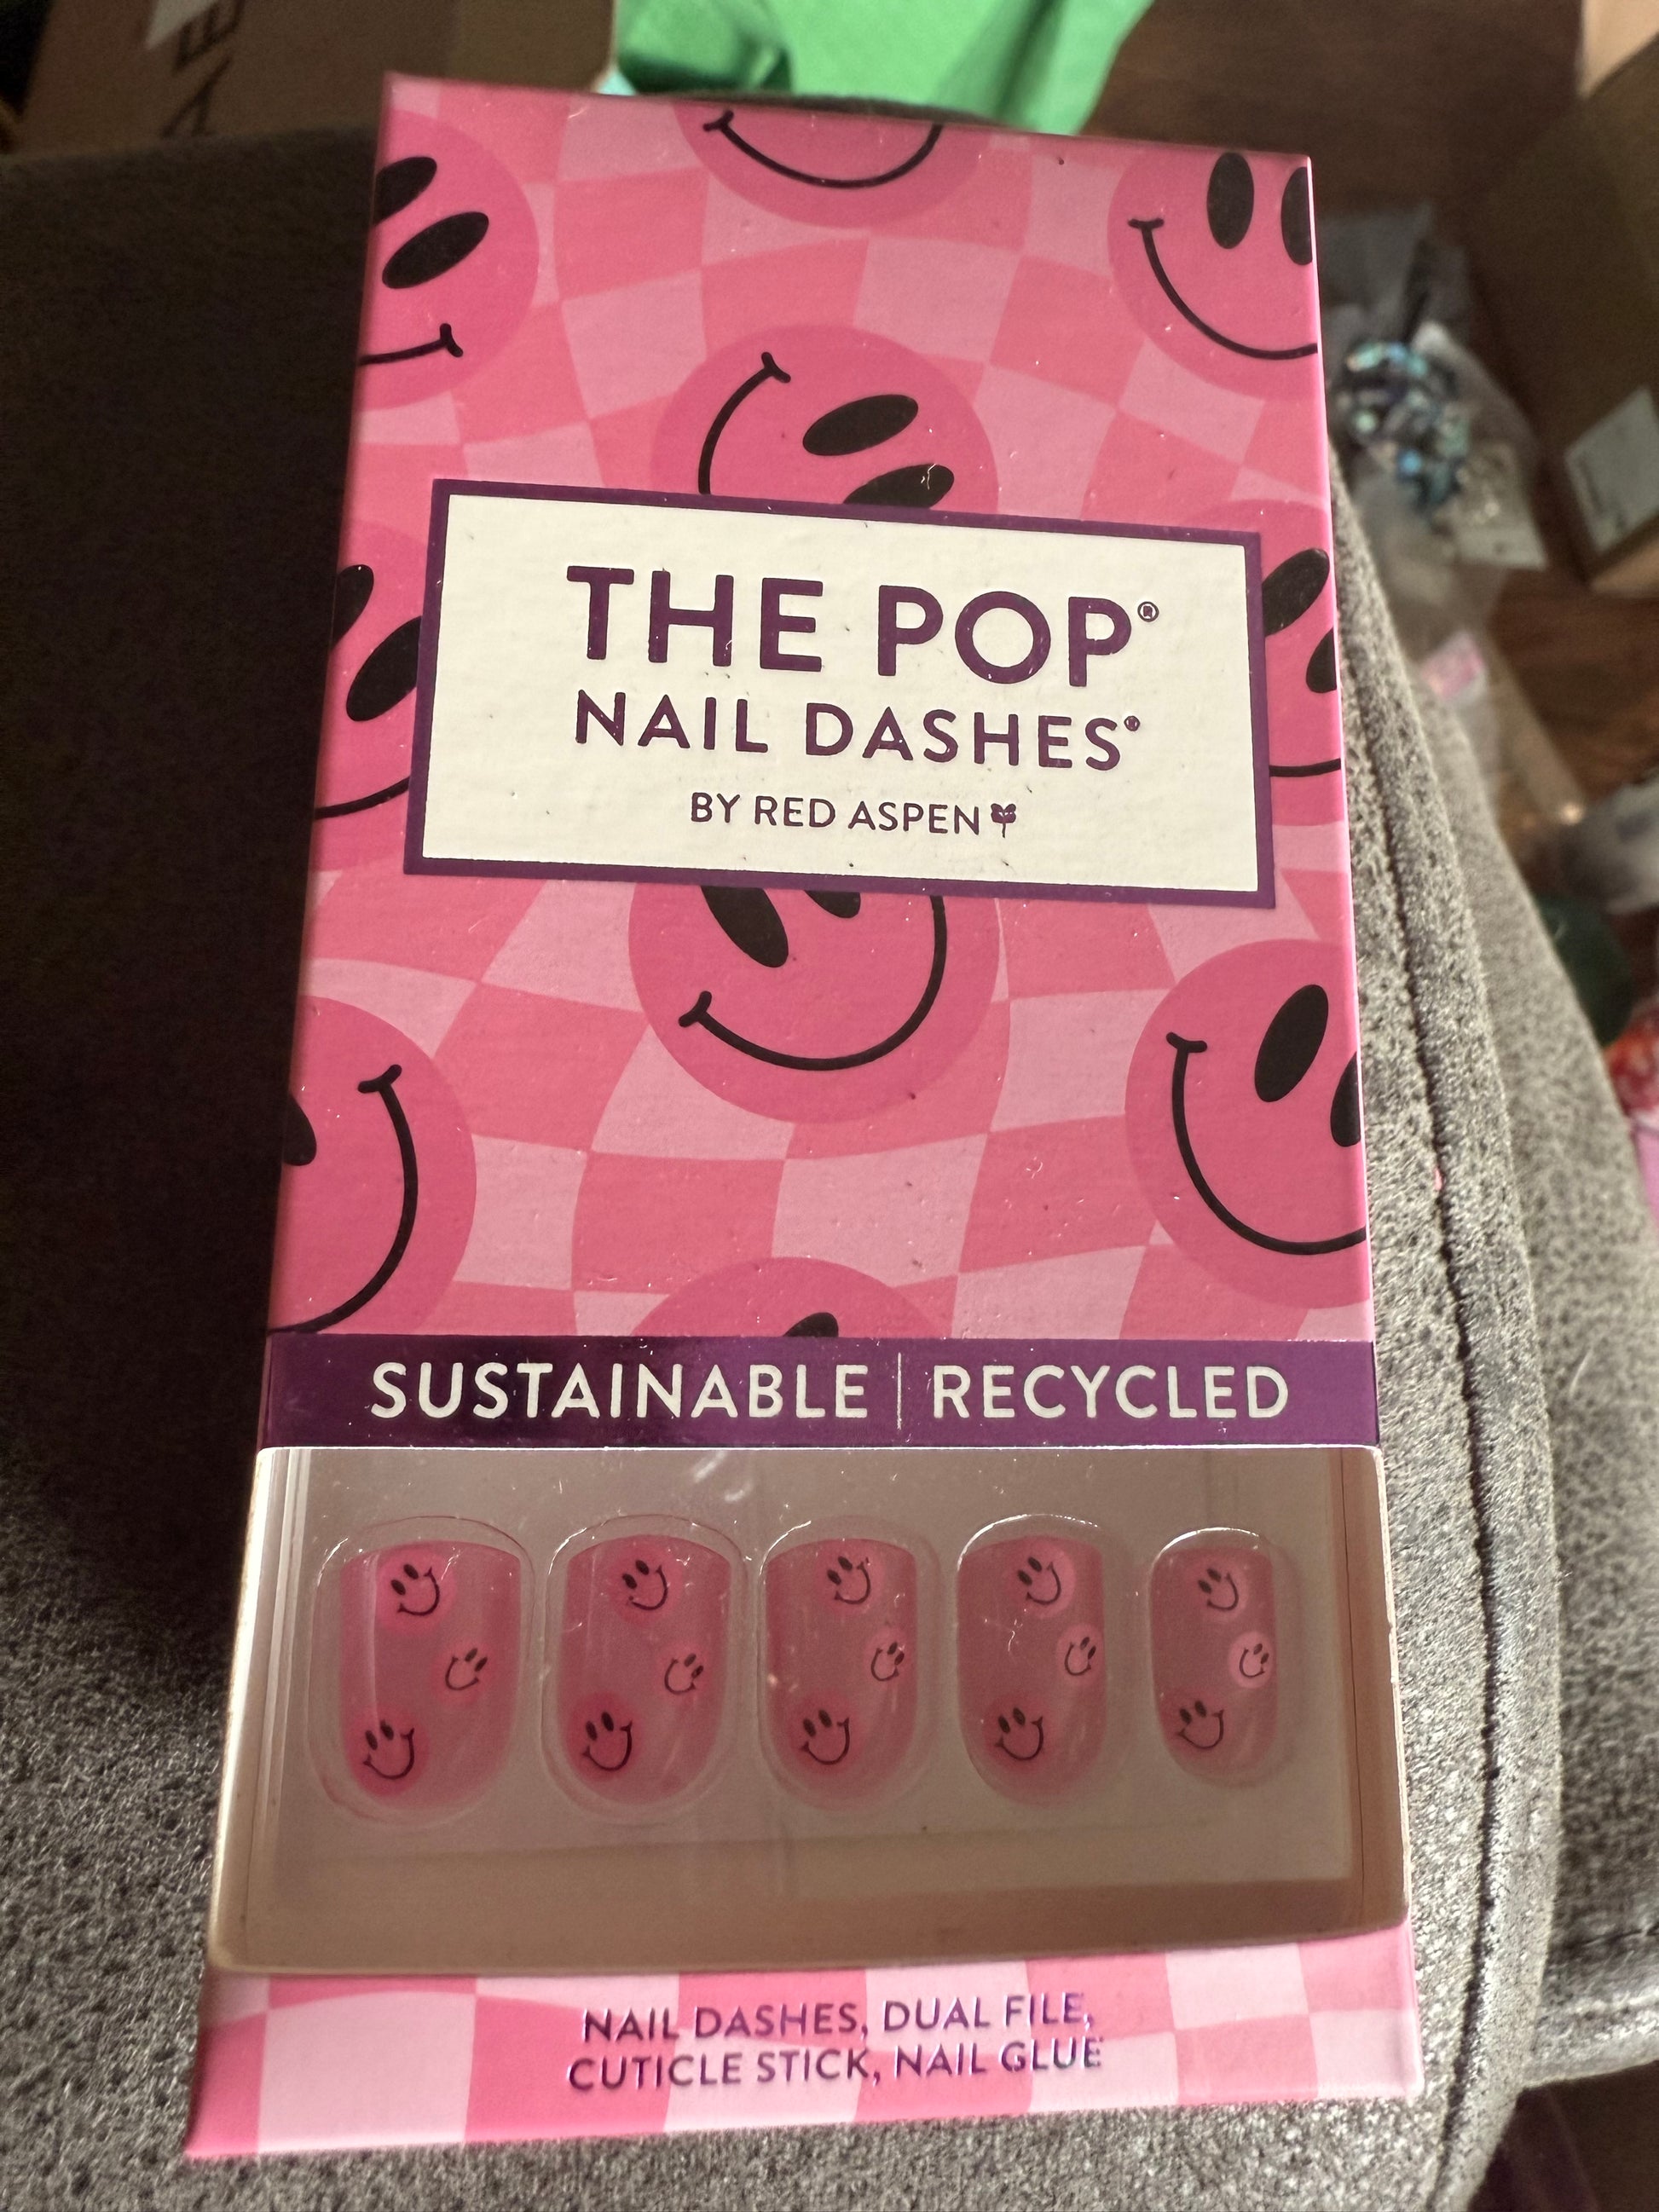 THE POP®
NAIL DASHES®
BY RED ASPEN
SUSTAINABLE | RECYCLED
NAIL DASHES, DUAL FILE,
CUTICLE STICK, NAIL GLUE